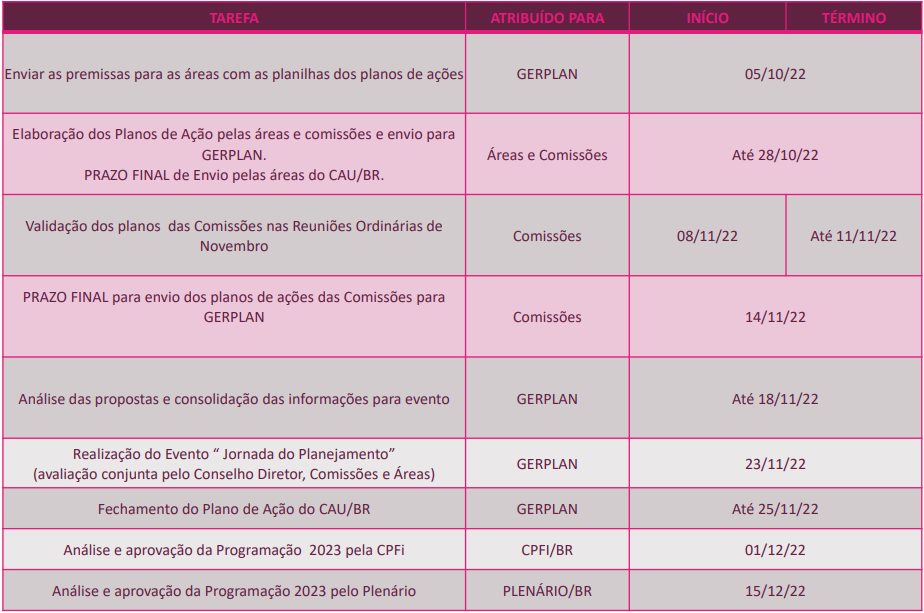 TAREFA ATRIBUÍDO PARA INÍCIO TÉRMINO
Enviar as premissas para as áreas com as planilhas dos planos de ações GERPLAN 05/10/22
Elaboração dos Planos de Ação pelas áreas e comissões e envio para
GERPLAN.
PRAZO FINAL de Envio pelas áreas do CAU/BR.
Áreas e Comissões Até 28/10/22
Validação dos planos das Comissões nas Reuniões Ordinárias de
Novembro
Comissões 08/11/22 Até 11/11/22
PRAZO FINAL para envio dos planos de ações das Comissões para
GERPLAN
Comissões 14/11/22
Análise das propostas e consolidação das informações para evento GERPLAN Até 18/11/22
Realização do Evento “ Jornada do Planejamento”
(avaliação conjunta pelo Conselho Diretor, Comissões e Áreas)
GERPLAN 23/11/22
Fechamento do Plano de Ação do CAU/BR GERPLAN Até 25/11/22
Análise e aprovação da Programação 2023 pela CPFi CPFI/BR 01/12/22
Análise e aprovação da Programação 2023 pelo Plenário PLENÁRIO/BR 15/12/22